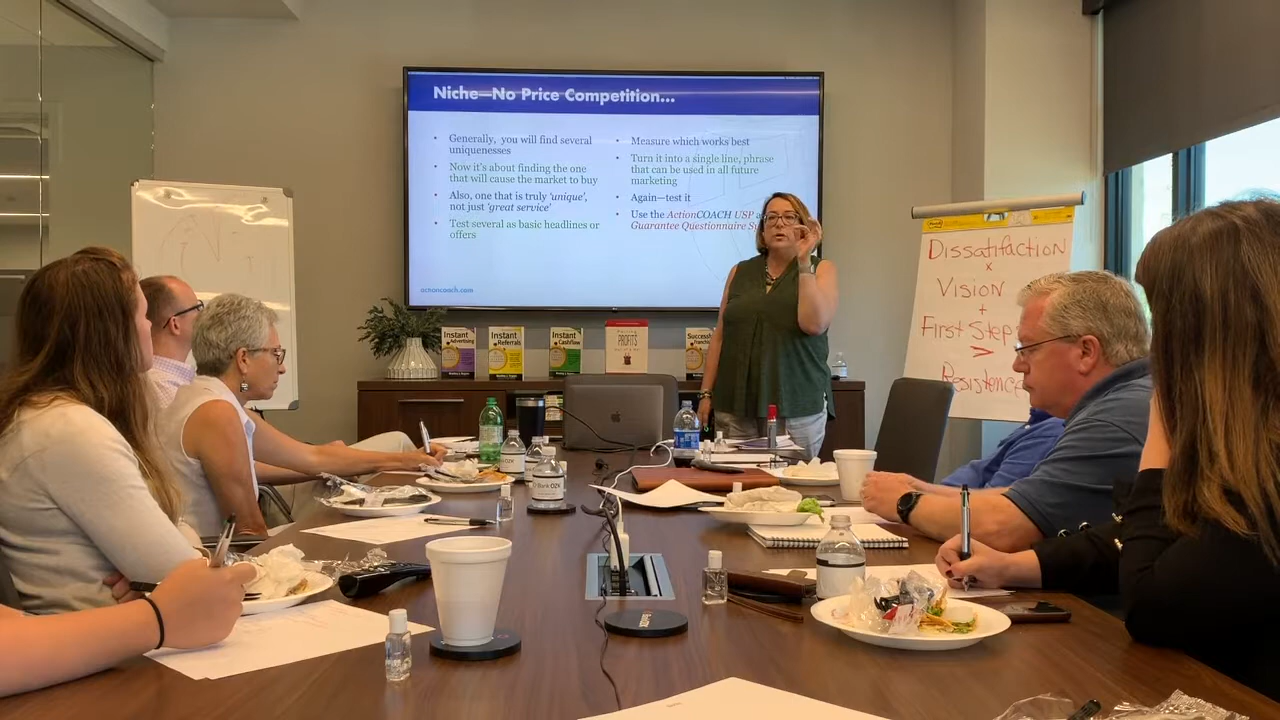 Niche—No Price Competition...
• Generally, you will find several
uniquenesses
• Now it's about finding the one
that will cause the market to buy
• Also, one that is truly 'unique',
not just 'great service'
• Test several as basic headlines or
offers
• Measure which works best
• Turn it into a single line, phrase
that can be used in all future
marketing
• Again—test it
• Use the ActionCOACH USP
Guarantee Questionnaire
actioncoach.com
Dissatifaction
x
Vision
+
First Step
>
Resistence
Instant
Advertising
Instant
Referrals
Instant
Cashflow
PROFITS
Successful
Bank OZK